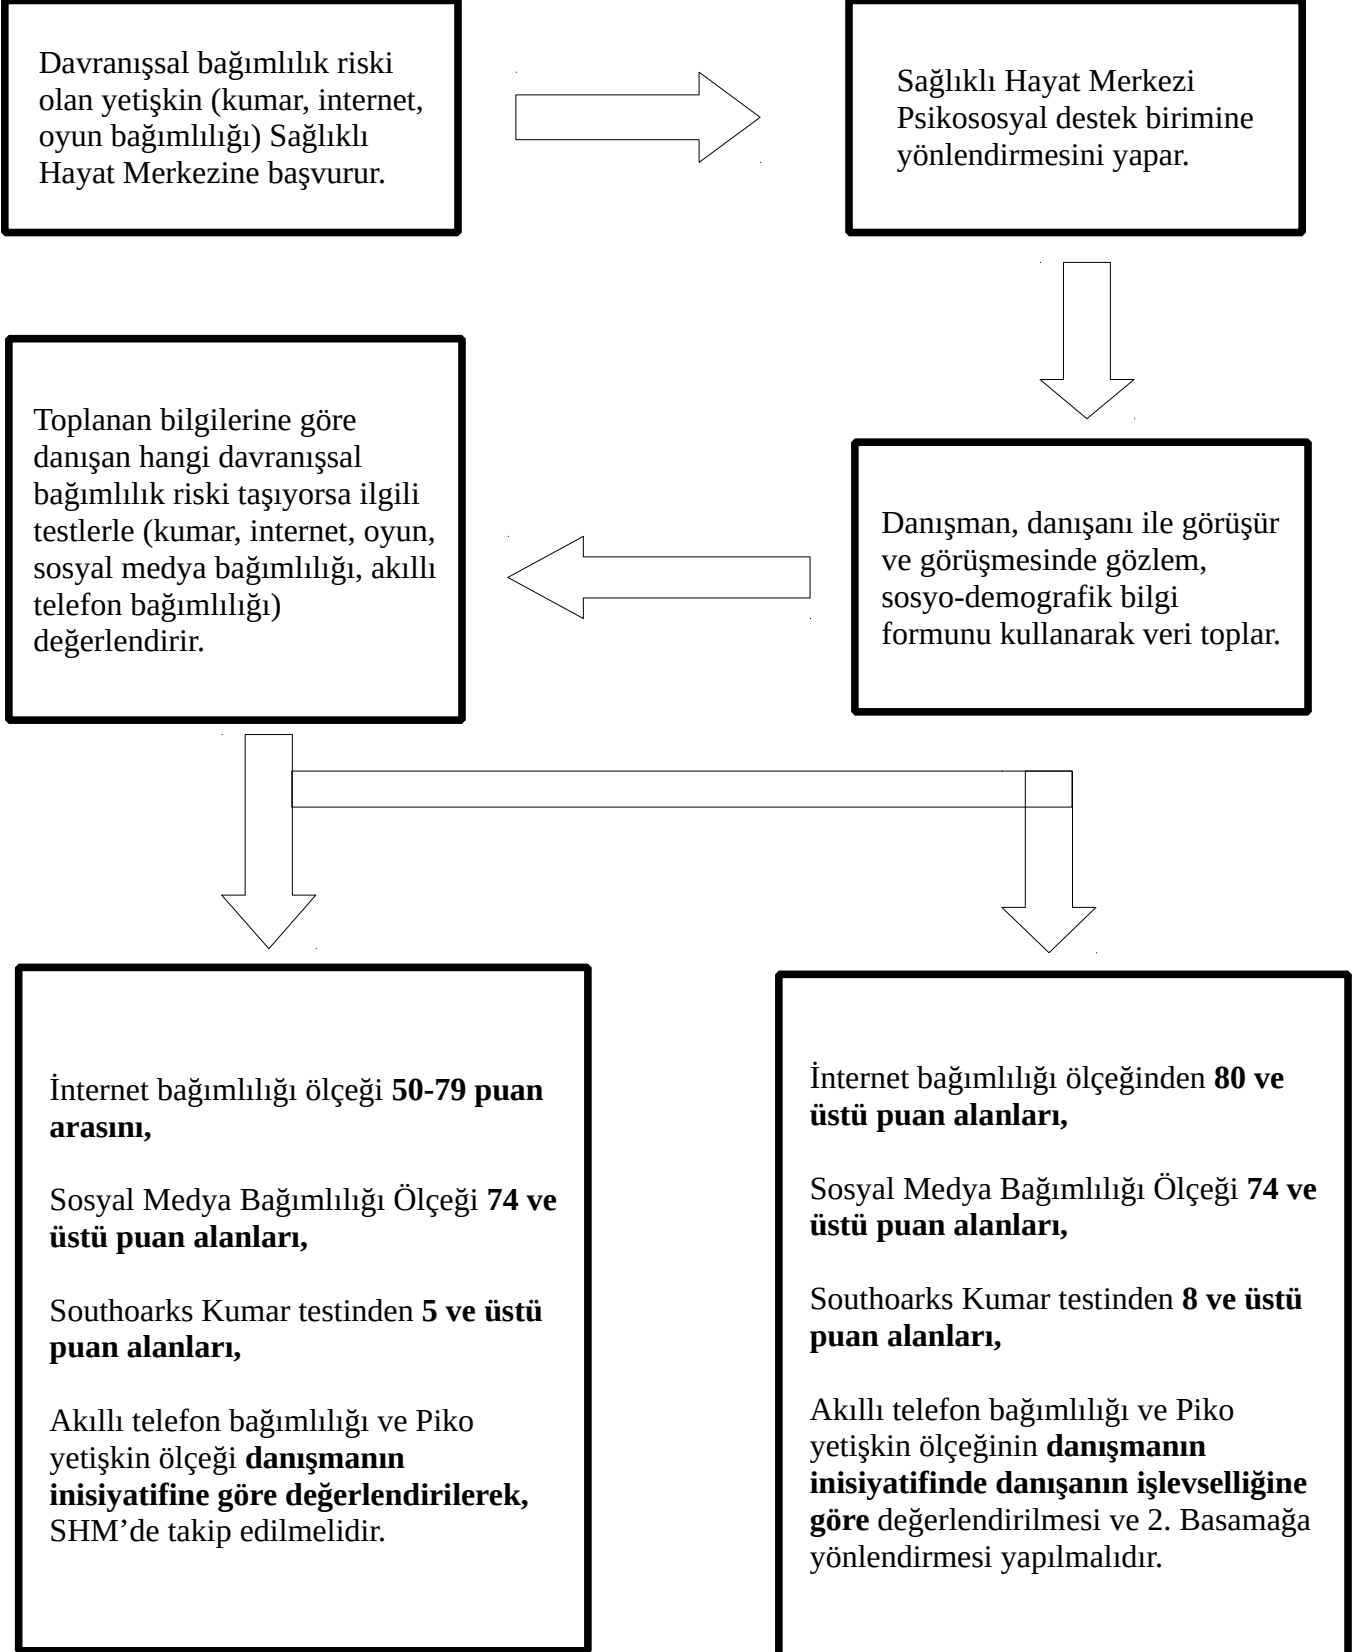 Davranışsal bağımlılık riski
olan yetişkin (kumar, internet,
oyun bağımlılığı) Sağlıklı
Hayat Merkezine başvurur.
Sağlıklı Hayat Merkezi
Psikososyal destek birimine
yönlendirmesini yapar.
Danışman, danışanı ile görüşür
ve görüşmesinde gözlem,
sosyo-demografik bilgi
formunu kullanarak veri toplar.
Toplanan bilgilerine göre
danışan hangi davranışsal
bağımlılık riski taşıyorsa ilgili
testlerle (kumar, internet, oyun,
sosyal medya bağımlılığı, akıllı
telefon bağımlılığı)
değerlendirir.
İnternet bağımlılığı ölçeği 50-79 puan
arasını,
Sosyal Medya Bağımlılığı Ölçeği 74 ve
üstü puan alanları,
Southoarks Kumar testinden 5 ve üstü
puan alanları,
Akıllı telefon bağımlılığı ve Piko
yetişkin ölçeği danışmanın
inisiyatifine göre değerlendirilerek,
SHM’de takip edilmelidir.
İnternet bağımlılığı ölçeğinden 80 ve
üstü puan alanları,
Sosyal Medya Bağımlılığı Ölçeği 74 ve
üstü puan alanları,
Southoarks Kumar testinden 8 ve üstü
puan alanları,
Akıllı telefon bağımlılığı ve Piko
yetişkin ölçeğinin danışmanın
inisiyatifinde danışanın işlevselliğine
göre değerlendirilmesi ve 2. Basamağa
yönlendirmesi yapılmalıdır.